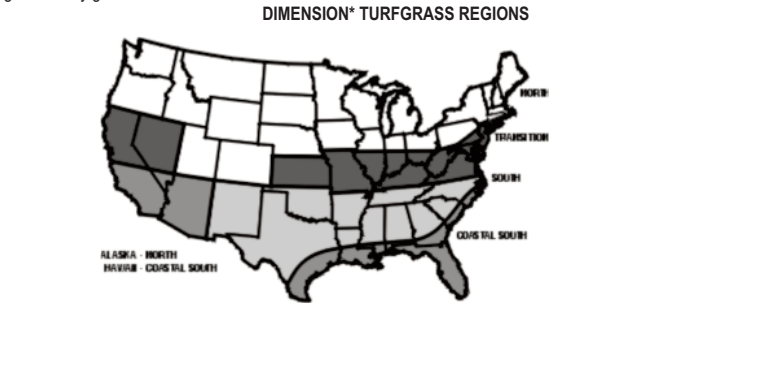 DIMENSION* TURFGRASS REGIONS
NORTH
TRANSITION
SOUTH
COASTAL SOUTH
ALASKA - NORTH
HAWAII - COASTAL SOUTH